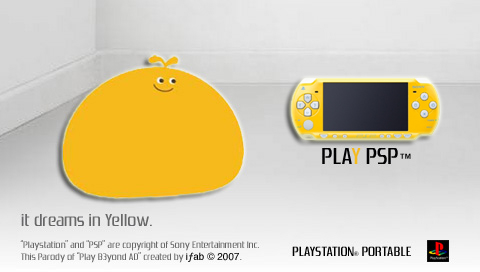 PLAY PSP™
it dreams in Yellow.
"Playstation" and "PSP" are copyright of Sony Entertainment Inc.
This Parody of "Play B3yond AD" created by ifab © 2007.
PLAYSTATION® PORTABLE
PlayStation